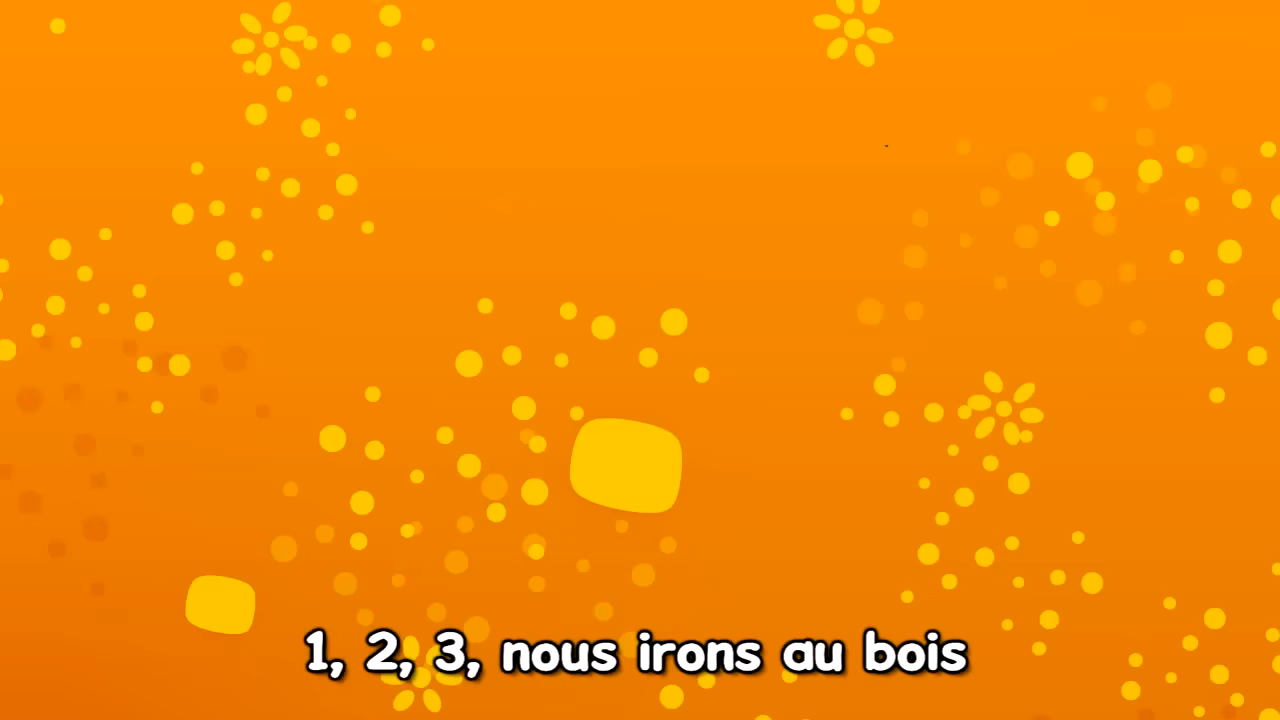 1, 2, 3, nous irons au bois